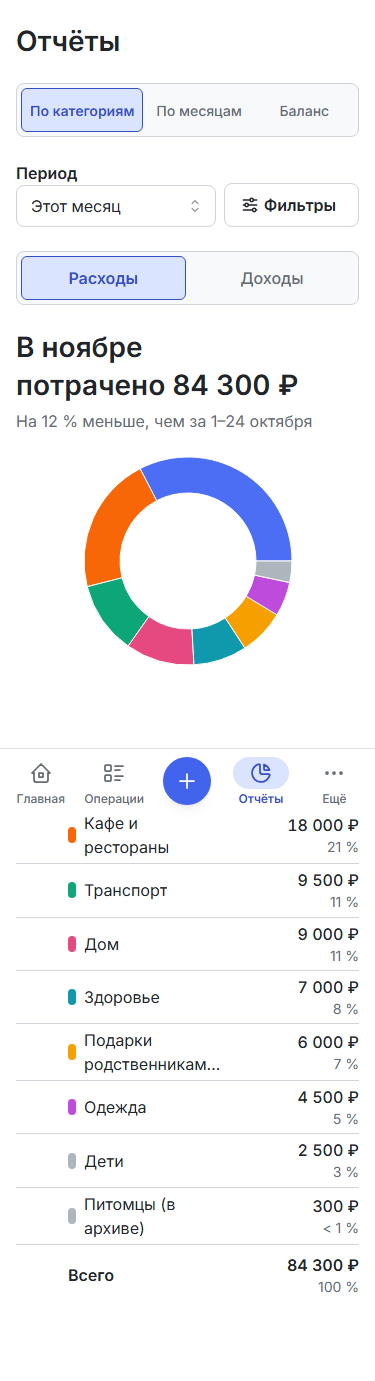 Отчёты
По категориям
По месяцам
Баланс
Период
Этот месяц
Фильтры
Расходы
Доходы
В ноябре
потрачено 84 300 ₽
На 12 % меньше, чем за 1–24 октября
Главная
Операции
Отчёты
Ещё
Кафе и
рестораны
18 000 ₽
21 %
Транспорт
9 500 ₽
11 %
Дом
9 000 ₽
11 %
Здоровье
7 000 ₽
8 %
Подарки
родственникам…
6 000 ₽
7 %
Одежда
4 500 ₽
5 %
Дети
2 500 ₽
3 %
Питомцы (в
архиве)
300 ₽
< 1 %
Всего
84 300 ₽
100 %